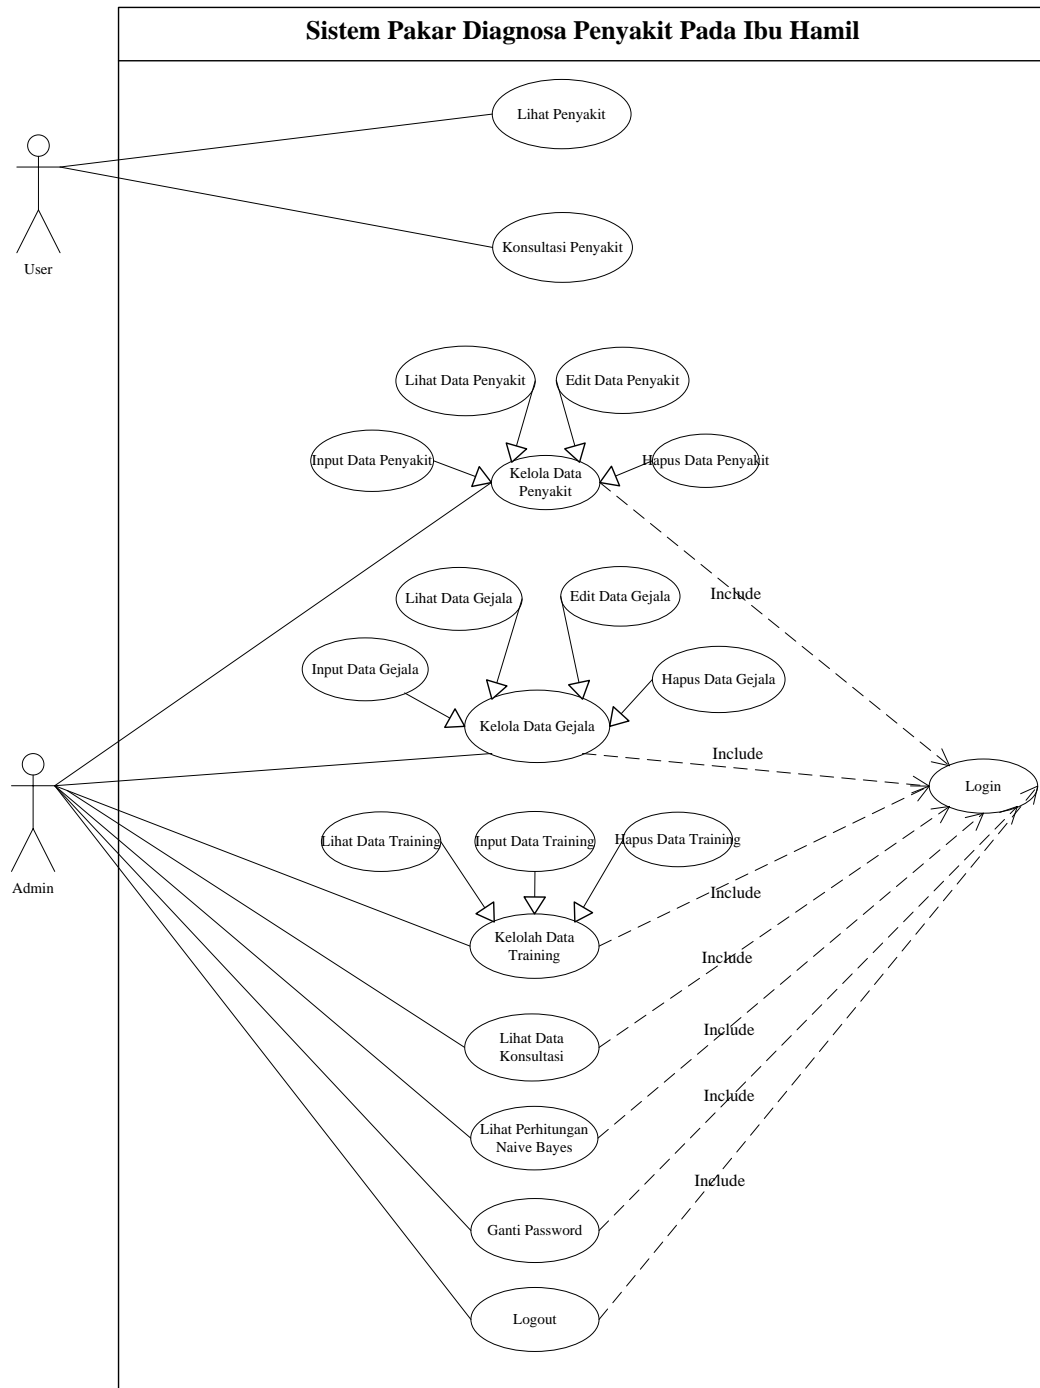 Sistem Pakar Diagnosa Penyakit Pada Ibu Hamil
Lihat Penyakit
User
Konsultasi Penyakit
Lihat Data Penyakit
Edit Data Penyakit
Input Data Penyakit
Hapus Data Penyakit
Kelola Data
Penyakit
Include
Lihat Data Gejala
Edit Data Gejala
Input Data Gejala
Hapus Data Gejala
Kelola Data Gejala
Include
Login
Admin
Lihat Data Training
Input Data Training
Hapus Data Training
Include
Kelolah Data
Training
Include
Lihat Data
Konsultasi
Include
Lihat Perhitungan
Naive Bayes
Include
Include
Ganti Password
Logout